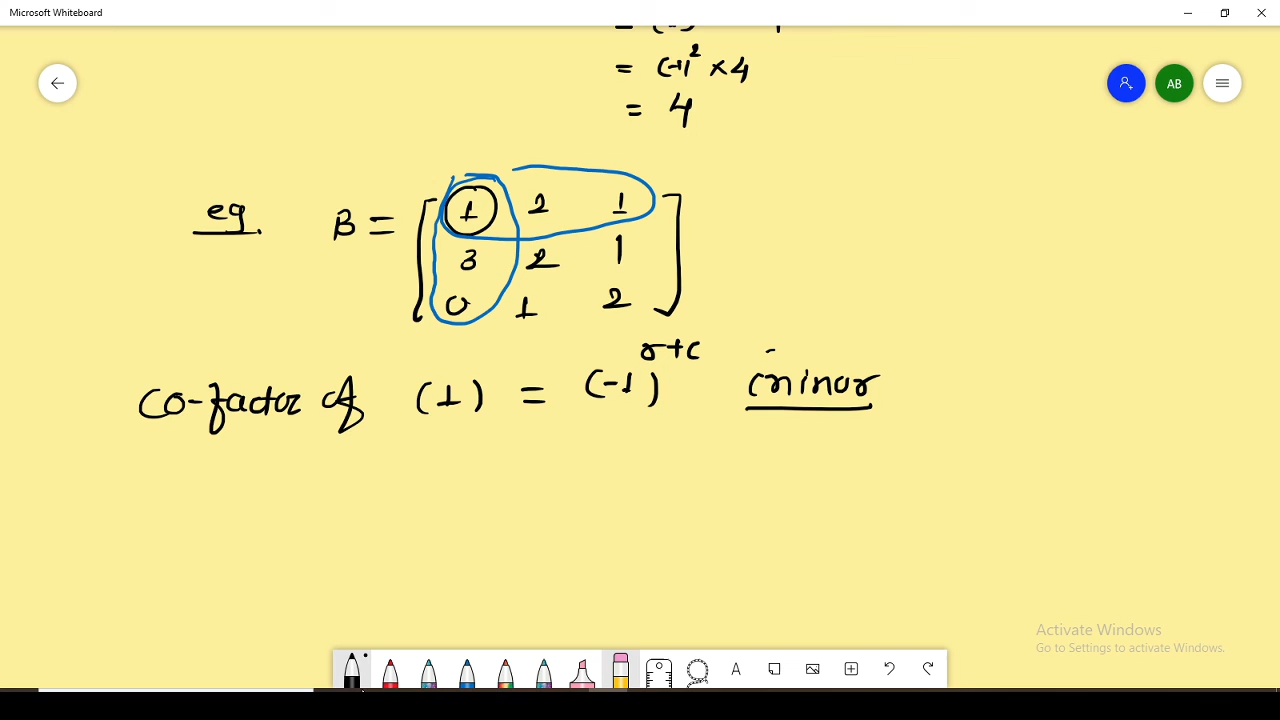 Microsoft Whiteboard
= (-1)² × 4
= 4
AB
eg. B = [ 1 2 1
3 2 1
0 1 2 ]
Co-factor of (1) = (-1)^r+c minor
Activate Windows
Go to Settings to activate Windows.